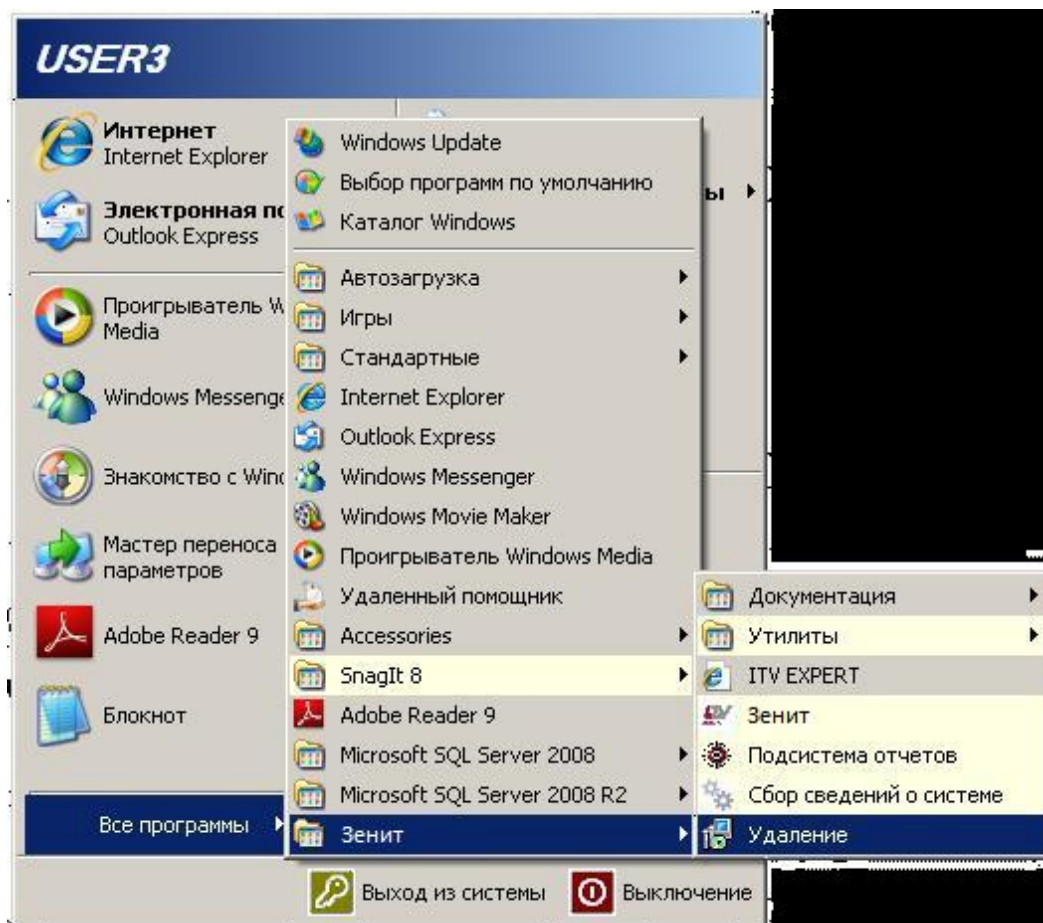 USER3
Интернет
Internet Explorer
Электронная по
Outlook Express
Проигрыватель W
Media
Windows Messenge
Знакомство с Wind
Мастер переноса
параметров
Adobe Reader 9
Блокнот
Все программы
Windows Update
Выбор программ по умолчанию
Каталог Windows
Автозагрузка
Игры
Стандартные
Internet Explorer
Outlook Express
Windows Messenger
Windows Movie Maker
Проигрыватель Windows Media
Удаленный помощник
Accessories
SnagIt 8
Adobe Reader 9
Microsoft SQL Server 2008
Microsoft SQL Server 2008 R2
Зенит
ы
Документация
Утилиты
ITV EXPERT
Зенит
Подсистема отчетов
Сбор сведений о системе
Удаление
Выход из системы
Выключение